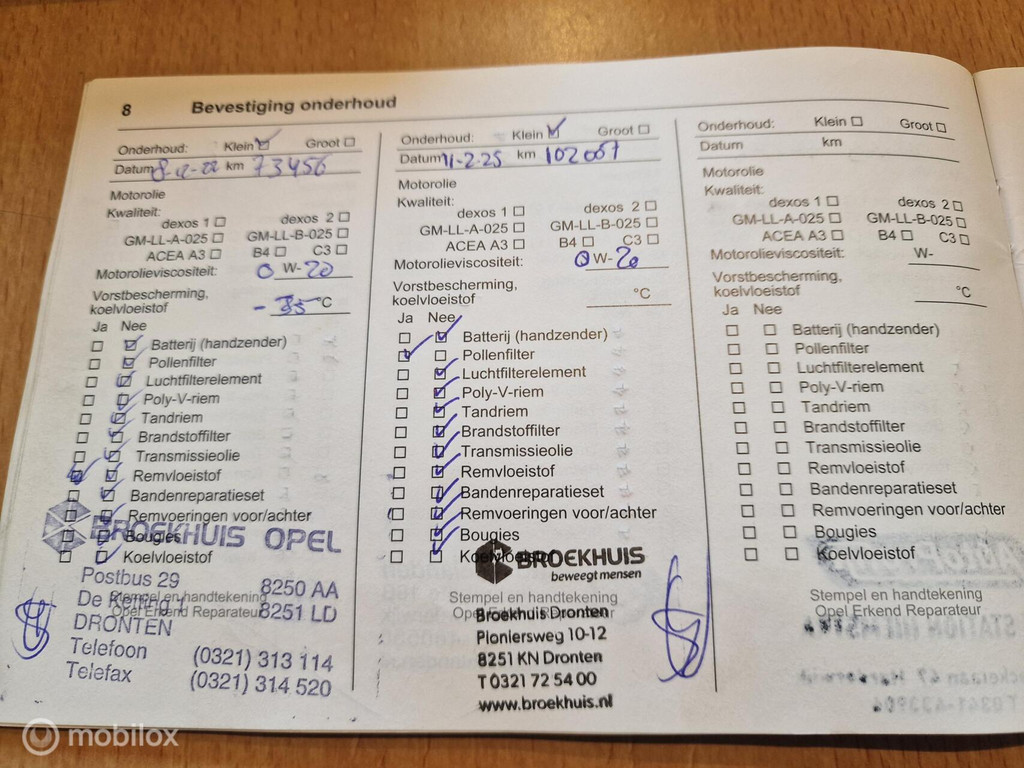 8 Bevestiging onderhoud
Onderhoud: Klein ☑ Groot ☐
Datum km 73456
Motorolie
Kwaliteit:
dexos 1 ☐ dexos 2 ☐
GM-LL-A-025 ☐ GM-LL-B-025 ☐
ACEA A3 ☐ B4 ☐ C3 ☐
Motorolieviscositeit: 0 W-20
Vorstbescherming,
koelvloeistof -35 °C
Ja Nee
Batterij (handzender)
Pollenfilter
Luchtfilterelement
Poly-V-riem
Tandriem
Brandstoffilter
Transmissieolie
Remvloeistof
Bandenreparatieset
Remvoeringen voor/achter
Bougies
Koelvloeistof
BROEKHUIS OPEL
Stempel en handtekening
Opel Erkend Reparateur
Postbus 29 8250 AA
De 8251 LD
DRONTEN
Telefoon (0321) 313 114
Telefax (0321) 314 520
Onderhoud: Klein ☑ Groot ☐
Datum 11-2-25 km 102007
Motorolie
Kwaliteit:
dexos 1 ☐ dexos 2 ☐
GM-LL-A-025 ☐ GM-LL-B-025 ☐
ACEA A3 ☐ B4 ☐ C3 ☐
Motorolieviscositeit: 0 W-20
Vorstbescherming,
koelvloeistof °C
Ja Nee
Batterij (handzender)
Pollenfilter
Luchtfilterelement
Poly-V-riem
Tandriem
Brandstoffilter
Transmissieolie
Remvloeistof
Bandenreparatieset
Remvoeringen voor/achter
Bougies
Koelvloeistof
BROEKHUIS
beweegt mensen
Stempel en handtekening
Opel Erkend Reparateur
Broekhuis Dronten
Ploniersweg 10-12
8251 KN Dronten
T 0321 72 54 00
www.broekhuis.nl
Onderhoud: Klein ☐ Groot ☐
Datum km
Motorolie
Kwaliteit:
dexos 1 ☐ dexos 2 ☐
GM-LL-A-025 ☐ GM-LL-B-025 ☐
ACEA A3 ☐ B4 ☐ C3 ☐
Motorolieviscositeit: W-
Vorstbescherming,
koelvloeistof °C
Ja Nee
☐ ☐ Batterij (handzender)
☐ ☐ Pollenfilter
☐ ☐ Luchtfilterelement
☐ ☐ Poly-V-riem
☐ ☐ Tandriem
☐ ☐ Brandstoffilter
☐ ☐ Transmissieolie
☐ ☐ Remvloeistof
☐ ☐ Bandenreparatieset
☐ ☐ Remvoeringen voor/achter
☐ ☐ Bougies
☐ ☐ Koelvloeistof
Stempel en handtekening
Opel Erkend Reparateur
mobilox